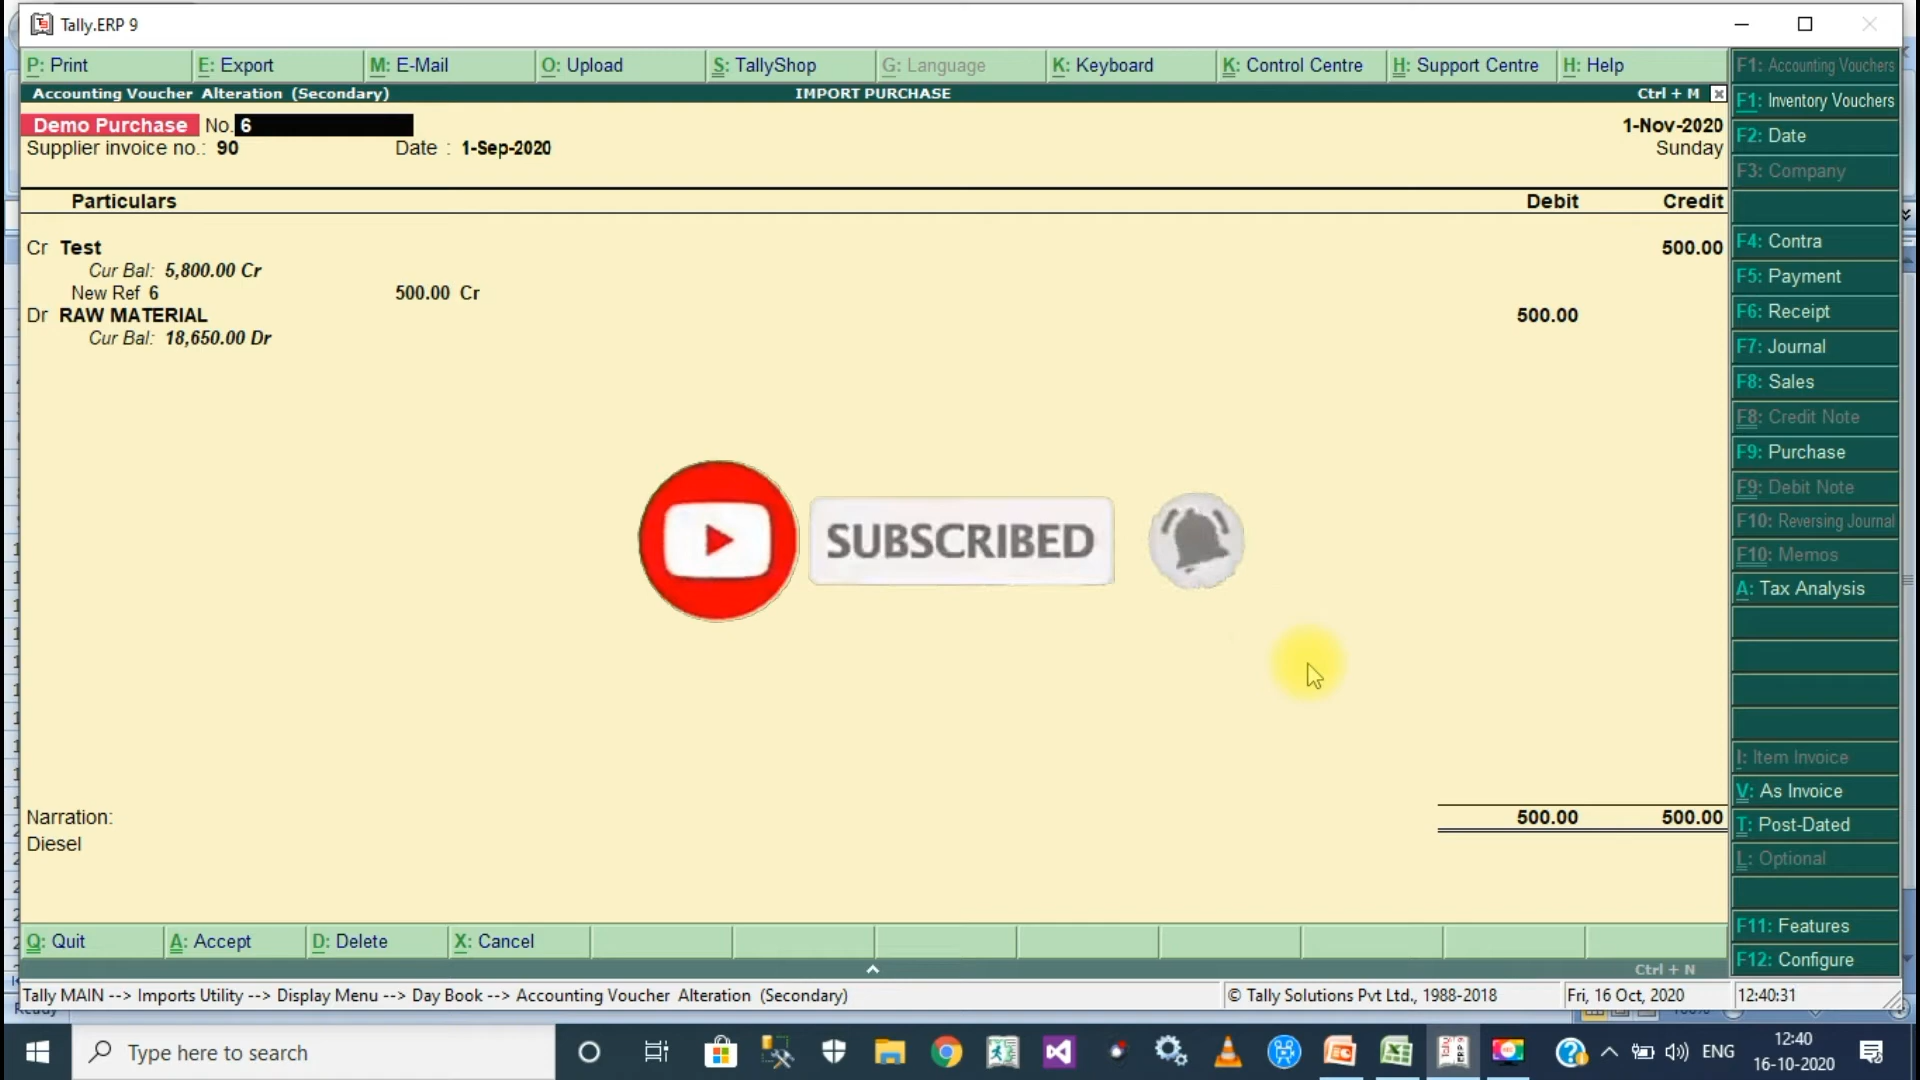 Tally.ERP 9
P: Print E: Export M: E-Mail O: Upload S: TallyShop G: Language K: Keyboard K: Control Centre H: Support Centre H: Help
Accounting Voucher Alteration (Secondary) IMPORT PURCHASE Ctrl + M
Demo Purchase No. 6 1-Nov-2020
Supplier invoice no.: 90 Date : 1-Sep-2020 Sunday
Particulars Debit Credit
Cr Test 500.00
Cur Bal: 5,800.00 Cr
New Ref 6 500.00 Cr
Dr RAW MATERIAL 500.00
Cur Bal: 18,650.00 Dr
SUBSCRIBED
Narration: 500.00 500.00
Diesel
F1: Accounting Vouchers
F1: Inventory Vouchers
F2: Date
F3: Company
F4: Contra
F5: Payment
F6: Receipt
F7: Journal
F8: Sales
F8: Credit Note
F9: Purchase
F9: Debit Note
F10: Reversing Journal
F10: Memos
A: Tax Analysis
I: Item Invoice
V: As Invoice
T: Post-Dated
L: Optional
F11: Features
F12: Configure
Q: Quit A: Accept D: Delete X: Cancel
Ctrl + N
Tally MAIN --> Imports Utility --> Display Menu --> Day Book --> Accounting Voucher Alteration (Secondary) © Tally Solutions Pvt Ltd., 1988-2018 Fri, 16 Oct, 2020 12:40:31
Type here to search ENG 12:40
16-10-2020